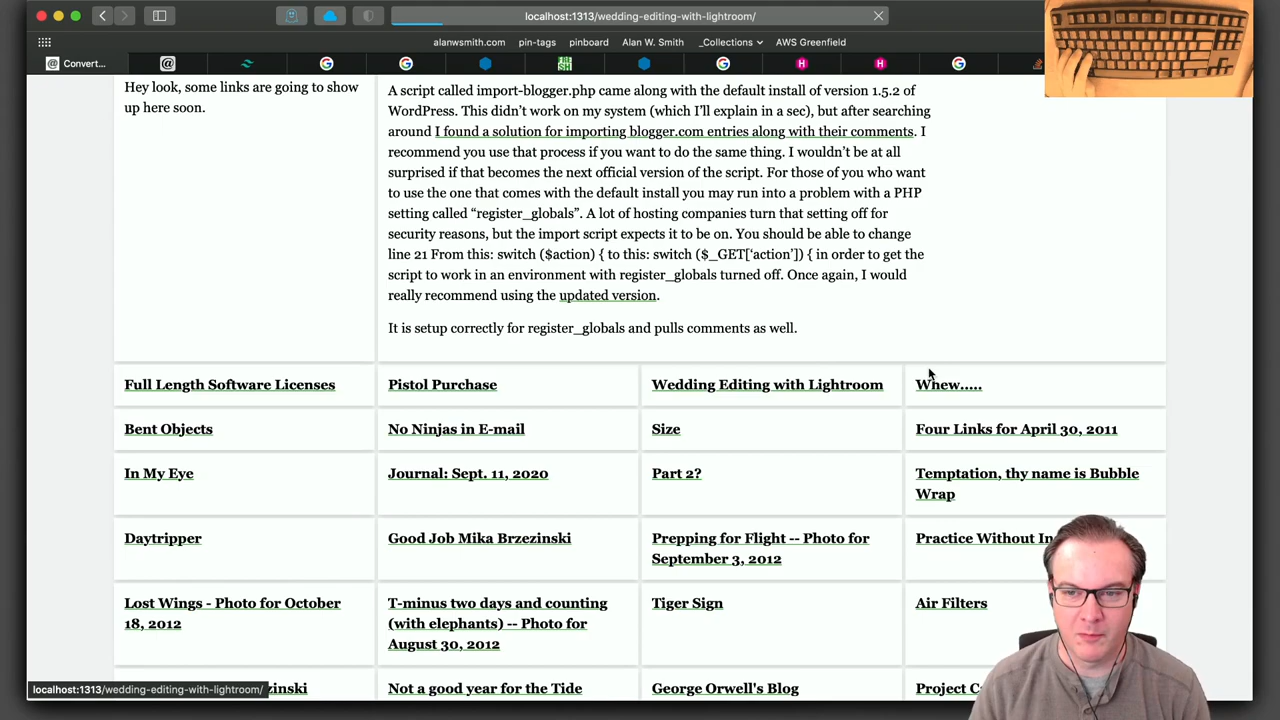 localhost:1313/wedding-editing-with-lightroom/
alanwsmith.com
pin-tags
pinboard
Alan W. Smith
_Collections
AWS Greenfield
Convert...
Hey look, some links are going to show
up here soon.
A script called import-blogger.php came along with the default install of version 1.5.2 of
WordPress. This didn’t work on my system (which I’ll explain in a sec), but after searching
around I found a solution for importing blogger.com entries along with their comments. I
recommend you use that process if you want to do the same thing. I wouldn’t be at all
surprised if that becomes the next official version of the script. For those of you who want
to use the one that comes with the default install you may run into a problem with a PHP
setting called “register_globals”. A lot of hosting companies turn that setting off for
security reasons, but the import script expects it to be on. You should be able to change
line 21 From this: switch ($action) { to this: switch ($_GET[‘action’]) { in order to get the
script to work in an environment with register_globals turned off. Once again, I would
really recommend using the updated version.
It is setup correctly for register_globals and pulls comments as well.
Full Length Software Licenses
Pistol Purchase
Wedding Editing with Lightroom
Whew.....
Bent Objects
No Ninjas in E-mail
Size
Four Links for April 30, 2011
In My Eye
Journal: Sept. 11, 2020
Part 2?
Temptation, thy name is Bubble
Wrap
Daytripper
Good Job Mika Brzezinski
Prepping for Flight -- Photo for
September 3, 2012
Practice Without
Lost Wings - Photo for October
18, 2012
T-minus two days and counting
(with elephants) -- Photo for
August 30, 2012
Tiger Sign
Air Filters
Not a good year for the Tide
George Orwell's Blog
localhost:1313/wedding-editing-with-lightroom/